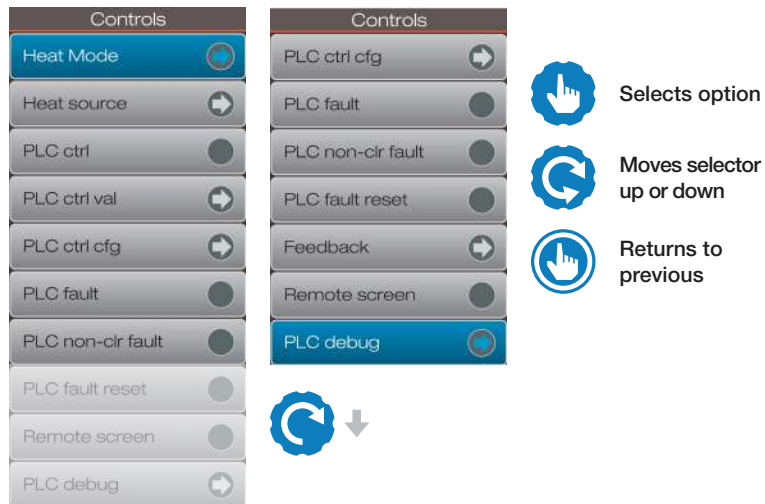 Controls
Heat Mode
Heat source
PLC ctrl
PLC ctrl val
PLC ctrl cfg
PLC fault
PLC non-clr fault
PLC fault reset
Remote screen
PLC debug
Controls
PLC ctrl cfg
PLC fault
PLC non-clr fault
PLC fault reset
Feedback
Remote screen
PLC debug
Selects option
Moves selector
up or down
Returns to
previous